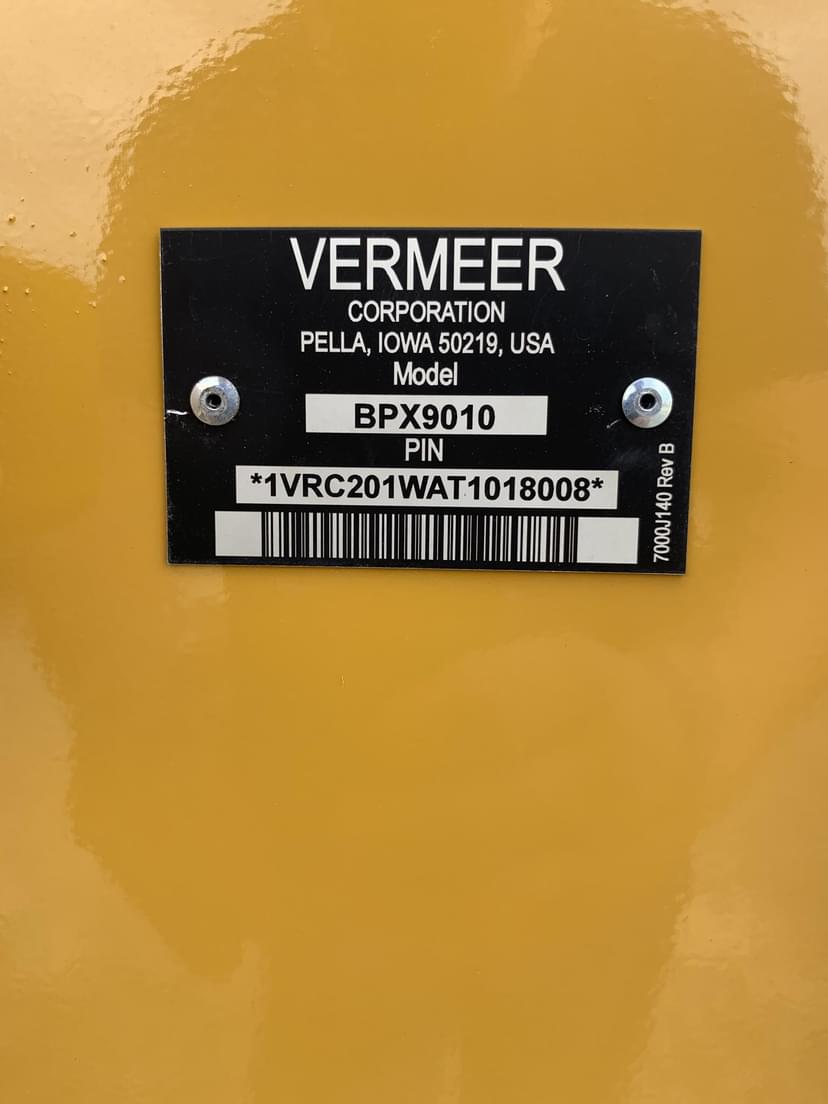 VERMEER
CORPORATION
PELLA, IOWA 50219, USA
Model
BPX9010
PIN
*1VRC201WAT1018008*
7000J140 Rev B